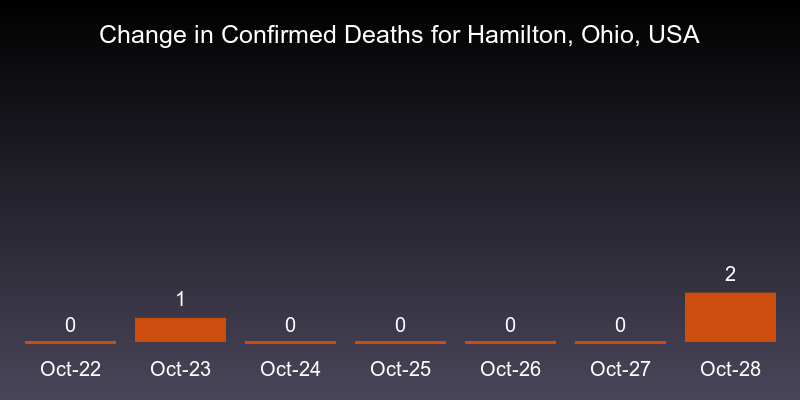 Change in Confirmed Deaths for Hamilton, Ohio, USA
0 1 0 0 0 0 2
Oct-22 Oct-23 Oct-24 Oct-25 Oct-26 Oct-27 Oct-28